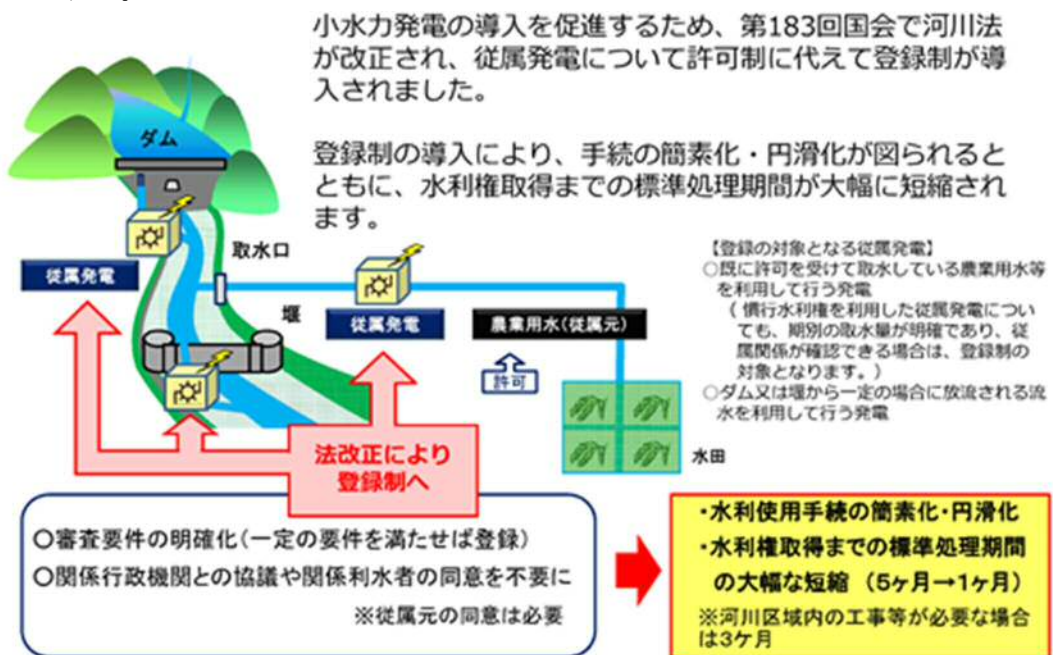 小水力発電の導入を促進するため、第183回国会で河川法
が改正され、従属発電について許可制に代えて登録制が導
入されました。
登録制の導入により、手続の簡素化・円滑化が図られると
ともに、水利権取得までの標準処理期間が大幅に短縮され
ます。
ダム
取水口
従属発電
堰
従属発電
農業用水(従属元)
許可
水田
【登録の対象となる従属発電】
○既に許可を受けて取水している農業用水等
を利用して行う発電
( 慣行水利権を利用した従属発電につい
ても、期別の取水量が明確であり、従
属関係が確認できる場合は、登録制の
対象となります。)
○ダム又は堰から一定の場合に放流される流
水を利用して行う発電
法改正により
登録制へ
○審査要件の明確化(一定の要件を満たせば登録)
○関係行政機関との協議や関係利水者の同意を不要に
※従属元の同意は必要
・水利使用手続の簡素化・円滑化
・水利権取得までの標準処理期間
の大幅な短縮 (5ヶ月→1ヶ月)
※河川区域内の工事等が必要な場合
は3ケ月